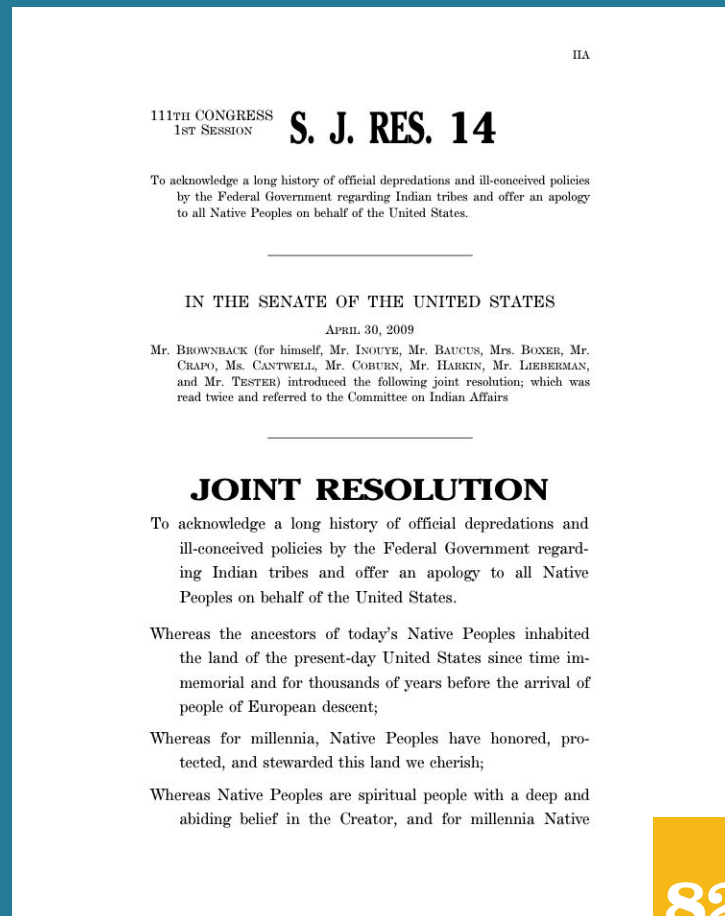 IIA
111TH CONGRESS
1ST SESSION
S. J. RES. 14
To acknowledge a long history of official depredations and ill-conceived policies
by the Federal Government regarding Indian tribes and offer an apology
to all Native Peoples on behalf of the United States.
IN THE SENATE OF THE UNITED STATES
APRIL 30, 2009
Mr. BROWNBACK (for himself, Mr. INOUYE, Mr. BAUCUS, Mrs. BOXER, Mr.
CRAPO, Ms. CANTWELL, Mr. COBURN, Mr. HARKIN, Mr. LIEBERMAN,
and Mr. TESTER) introduced the following joint resolution; which was
read twice and referred to the Committee on Indian Affairs
JOINT RESOLUTION
To acknowledge a long history of official depredations and
ill-conceived policies by the Federal Government regard-
ing Indian tribes and offer an apology to all Native
Peoples on behalf of the United States.
Whereas the ancestors of today's Native Peoples inhabited
the land of the present-day United States since time im-
memorial and for thousands of years before the arrival of
people of European descent;
Whereas for millennia, Native Peoples have honored, pro-
tected, and stewarded this land we cherish;
Whereas Native Peoples are spiritual people with a deep and
abiding belief in the Creator, and for millennia Native